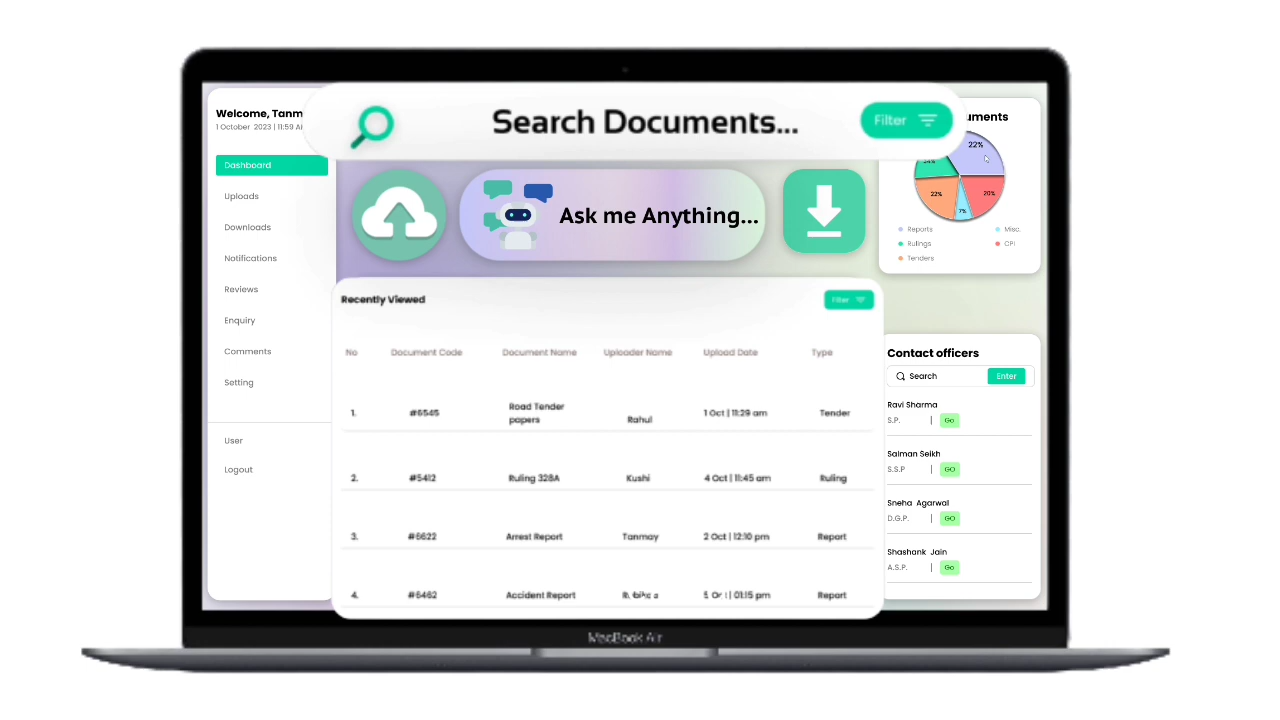 Welcome, Tanm
1 October 2023 | 11:59 A
Dashboard
Uploads
Downloads
Notifications
Reviews
Enquiry
Comments
Setting
User
Logout
Search Documents...
Filter
Ask me Anything...
Recently Viewed
Filter
No Document Code Document Name Uploader Name Upload Date Type
1. #6545 Road Tender papers Rahul 1 Oct | 11:29 am Tender
2. #5412 Ruling 328A Kushi 4 Oct | 11:45 am Ruling
3. #6622 Arrest Report Tanmay 2 Oct | 12:10 pm Report
4. #6462 Accident Report 01:15 pm Report
uments
22%
22%
20%
7%
Reports Misc.
Rulings CPI
Tenders
Contact officers
Search Enter
Ravi Sharma
S.P. | Go
Salman Seikh
S.S.P | GO
Sneha Agarwal
D.G.P. | GO
Shashank Jain
A.S.P. | Go
MacBook Air